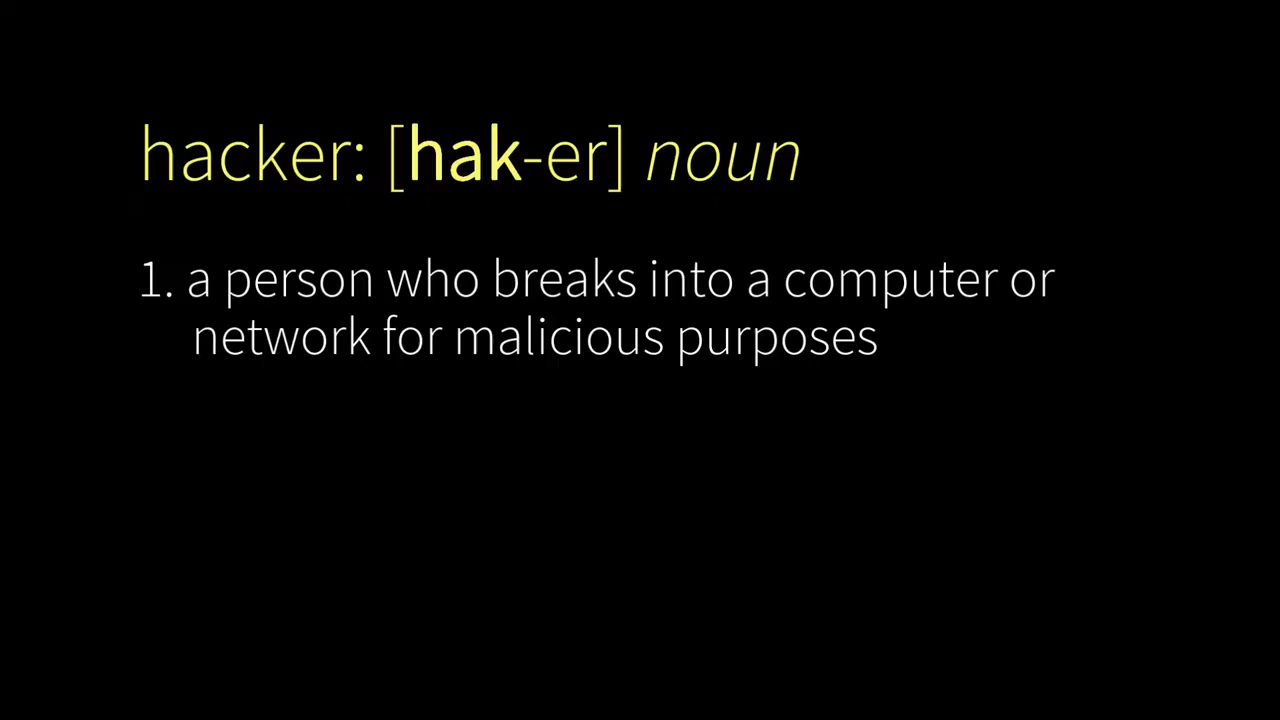 hacker: [hak-er] noun
1. a person who breaks into a computer or
network for malicious purposes